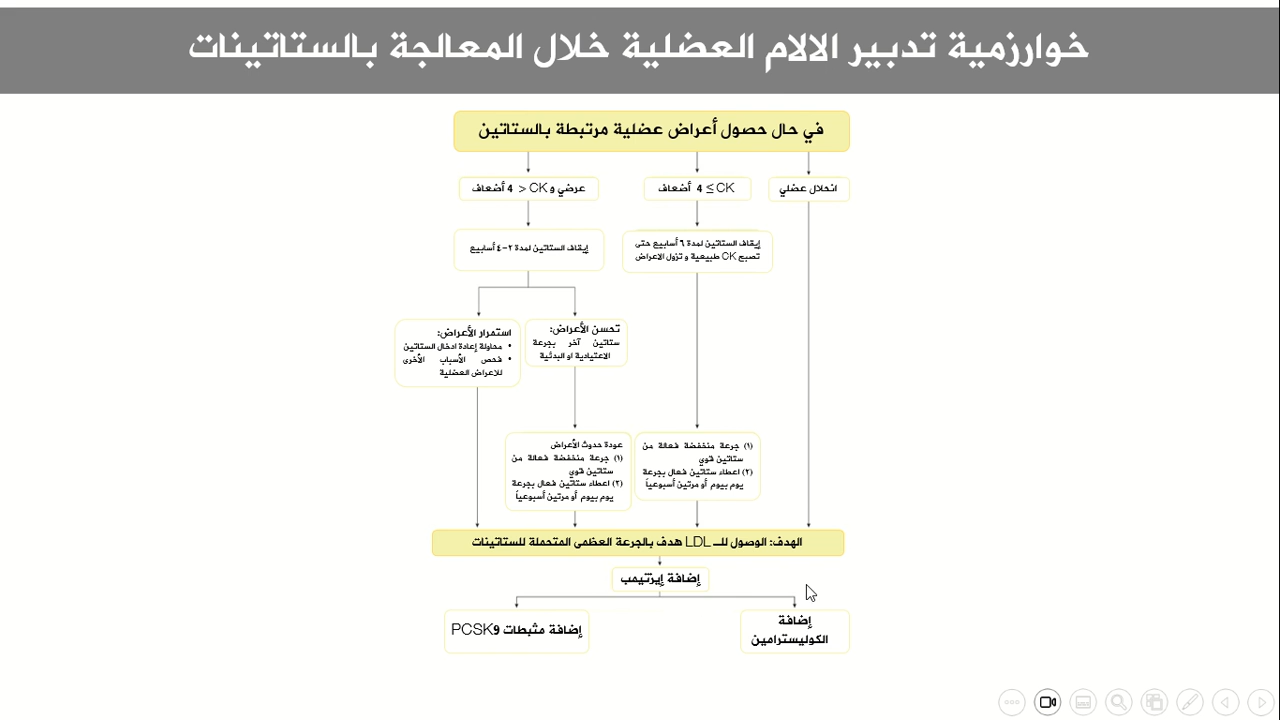 خوارزمية تدبير الالام العضلية خلال المعالجة بالستاتينات
في حال حصول أعراض عضلية مرتبطة بالستاتين
انحلال عضلي
CK ≥ 4 أضعاف
عرضي و CK < 4 أضعاف
إيقاف الستاتين لمدة ٦ أسابيع حتى
تصبح CK طبيعية و تزول الاعراض
إيقاف الستاتين لمدة ٢-٤ أسابيع
تحسن الأعراض:
ستاتين آخر بجرعة
الاعتيادية او البدئية
استمرار الأعراض:
• محاولة إعادة ادخال الستاتين
• فحص الأسباب الأخرى
للاعراض العضلية
(١) جرعة منخفضة فعالة من
ستاتين قوي
(٢) اعطاء ستاتين فعال بجرعة
يوم بيوم أو مرتين أسبوعياً
عودة حدوث الأعراض
(١) جرعة منخفضة فعالة من
ستاتين قوي
(٢) اعطاء ستاتين فعال بجرعة
يوم بيوم أو مرتين أسبوعياً
الهدف: الوصول للــ LDL هدف بالجرعة العظمى المتحملة للستاتينات
إضافة إيزتيمب
إضافة
الكوليسترامين
إضافة مثبطات PCSK9